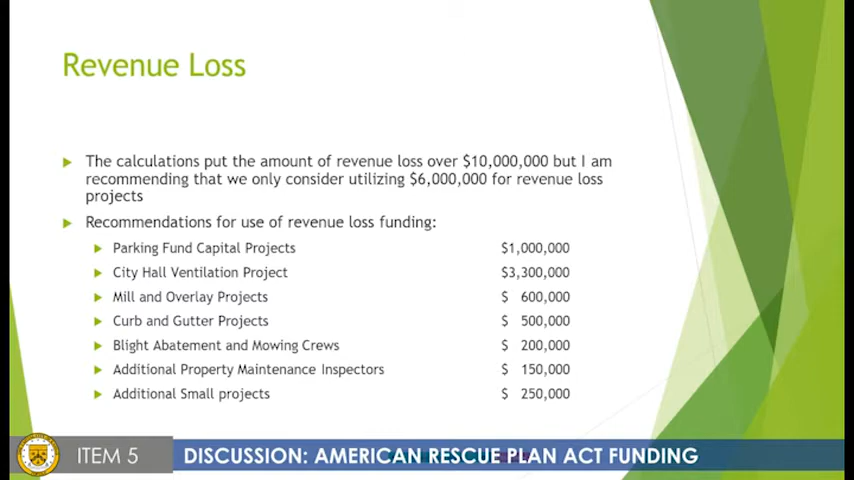 Revenue Loss
The calculations put the amount of revenue loss over $10,000,000 but I am
recommending that we only consider utilizing $6,000,000 for revenue loss
projects
Recommendations for use of revenue loss funding:
Parking Fund Capital Projects $1,000,000
City Hall Ventilation Project $3,300,000
Mill and Overlay Projects $ 600,000
Curb and Gutter Projects $ 500,000
Blight Abatement and Mowing Crews $ 200,000
Additional Property Maintenance Inspectors $ 150,000
Additional Small projects $ 250,000
ITEM 5 DISCUSSION: AMERICAN RESCUE PLAN ACT FUNDING